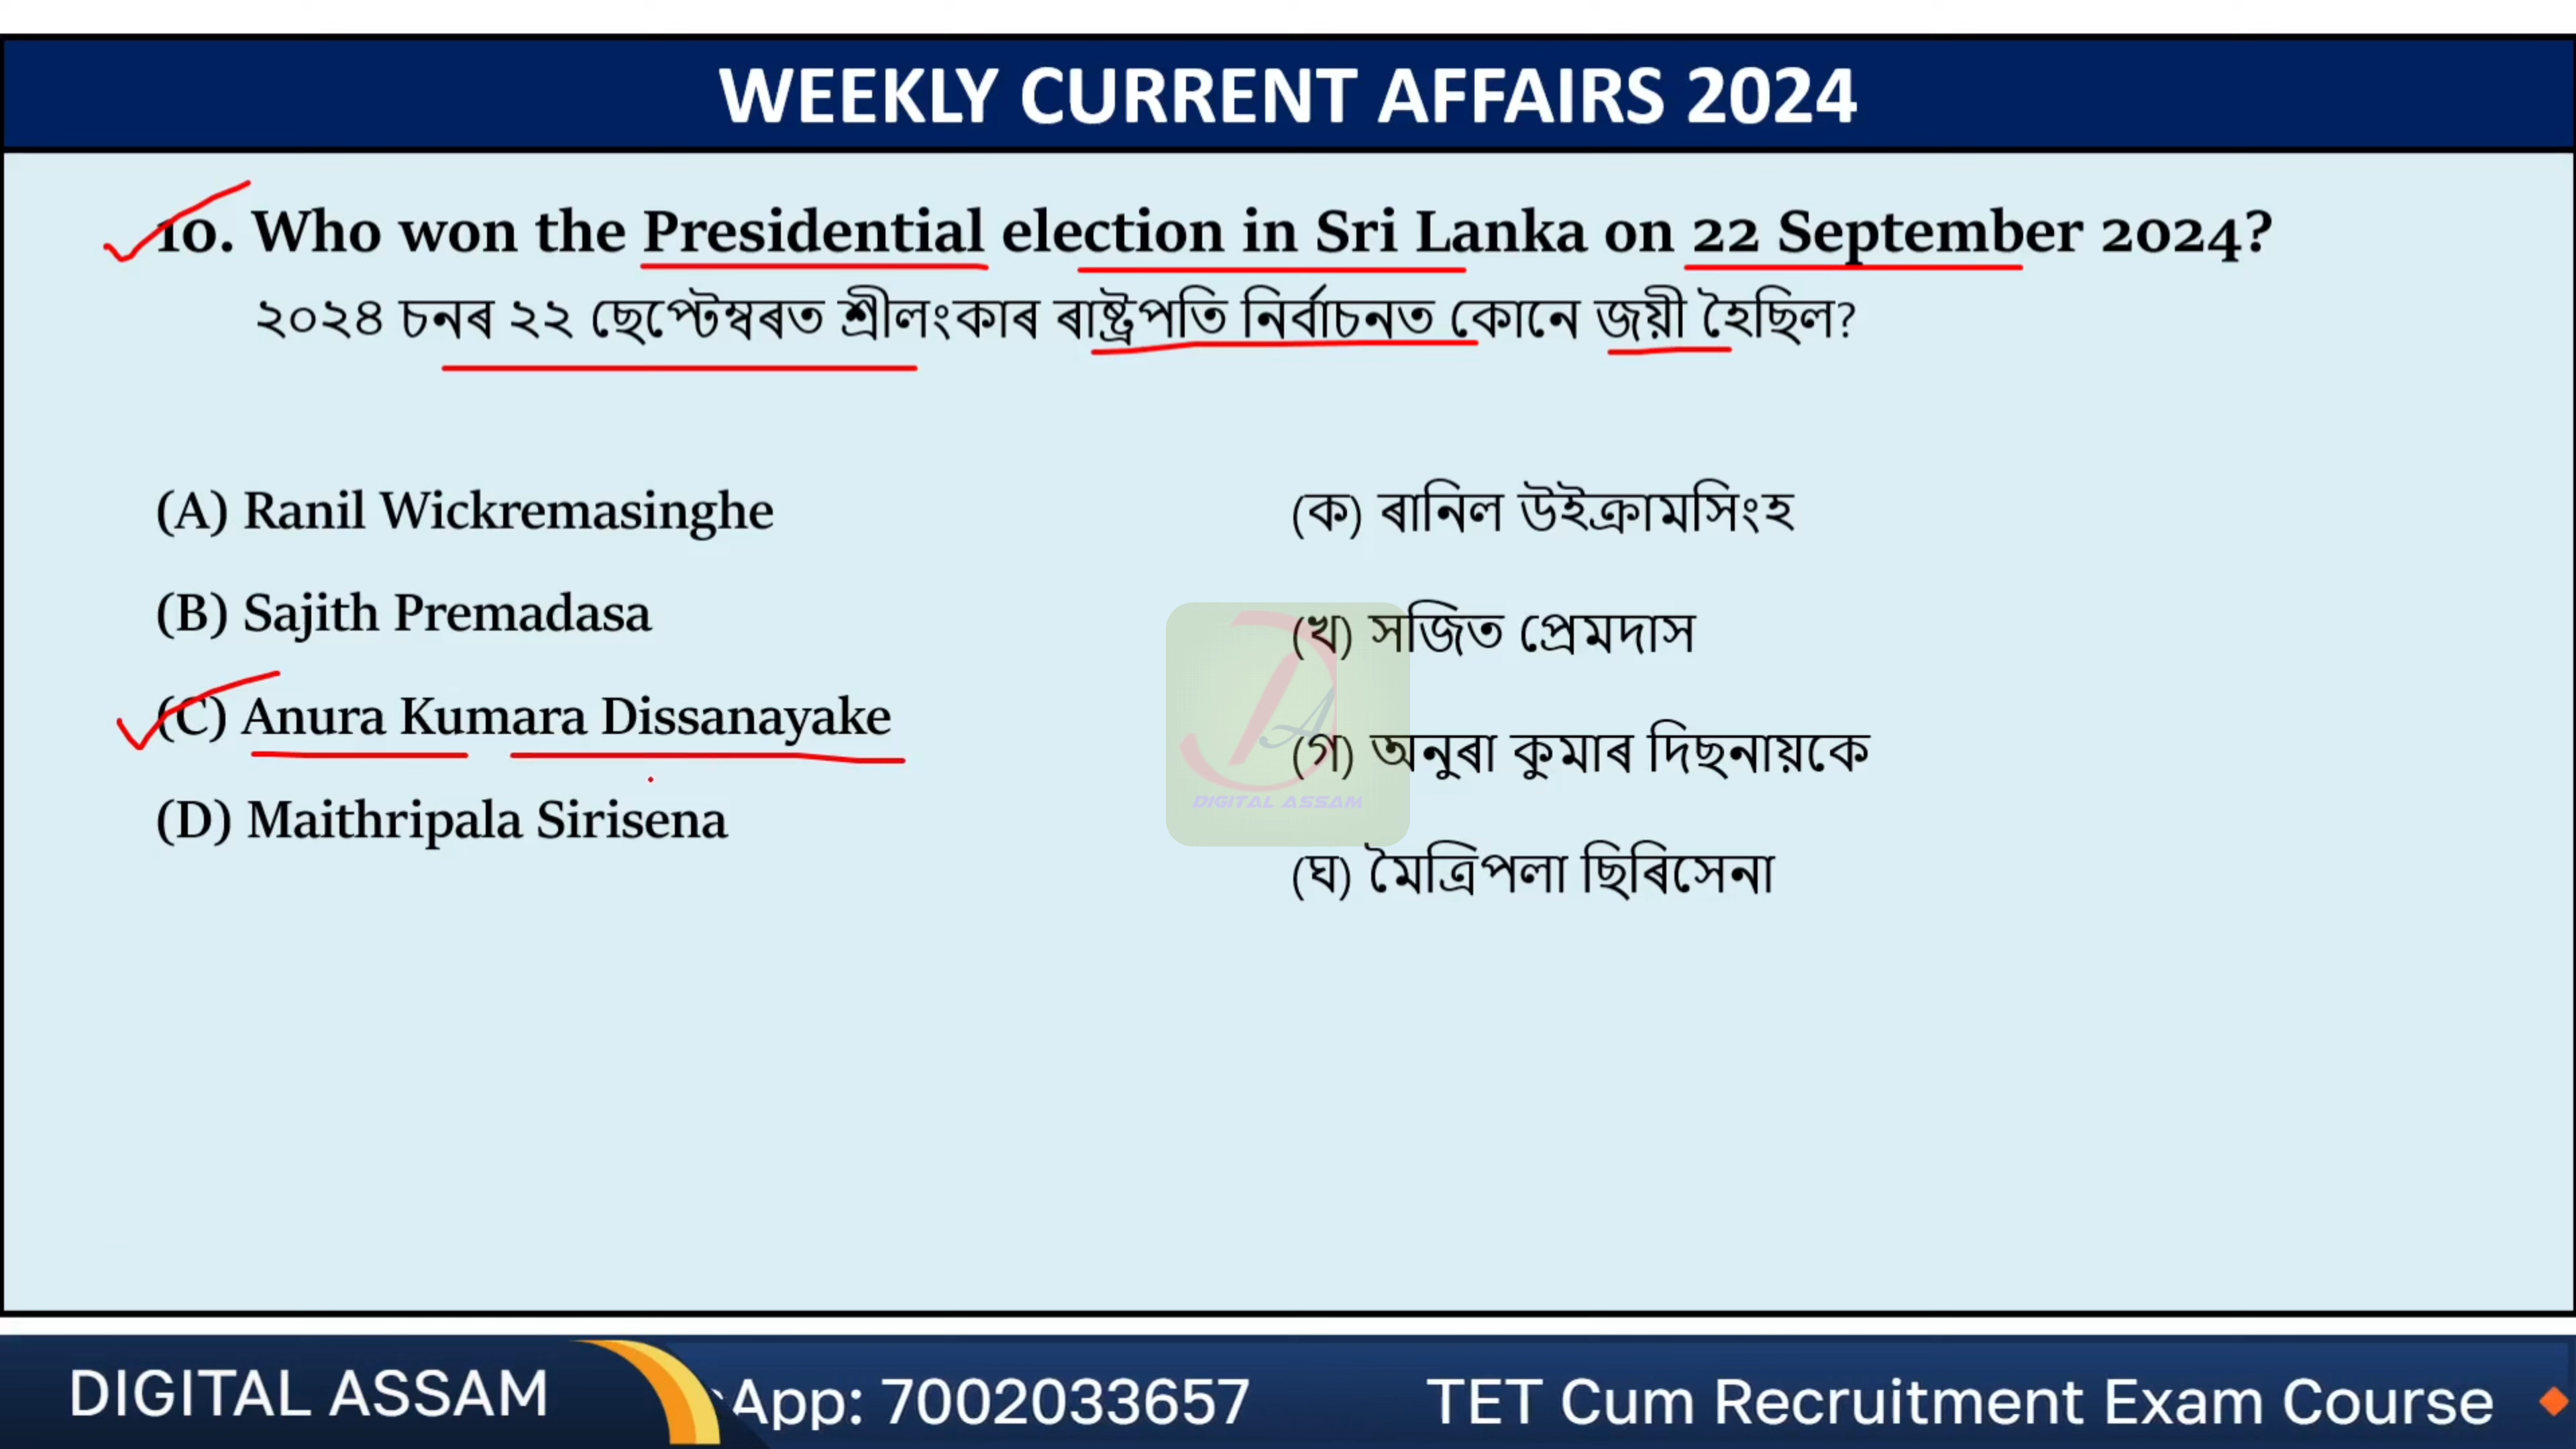 WEEKLY CURRENT AFFAIRS 2024
10. Who won the Presidential election in Sri Lanka on 22 September 2024?
২০২৪ চনৰ ২২ ছেপ্টেম্বৰত শ্ৰীলংকাৰ ৰাষ্ট্ৰপতি নিৰ্বাচনত কোনে জয়ী হৈছিল?
(A) Ranil Wickremasinghe
(B) Sajith Premadasa
(C) Anura Kumara Dissanayake
(D) Maithripala Sirisena
(ক) ৰানিল উইক্ৰামসিংহ
(খ) সজিত প্ৰেমদাস
(গ) অনুৰা কুমাৰ দিছনায়কে
(ঘ) মৈত্ৰিপলা ছিৰিসেনা
DIGITAL ASSAM
DIGITAL ASSAM
App: 7002033657 TET Cum Recruitment Exam Course